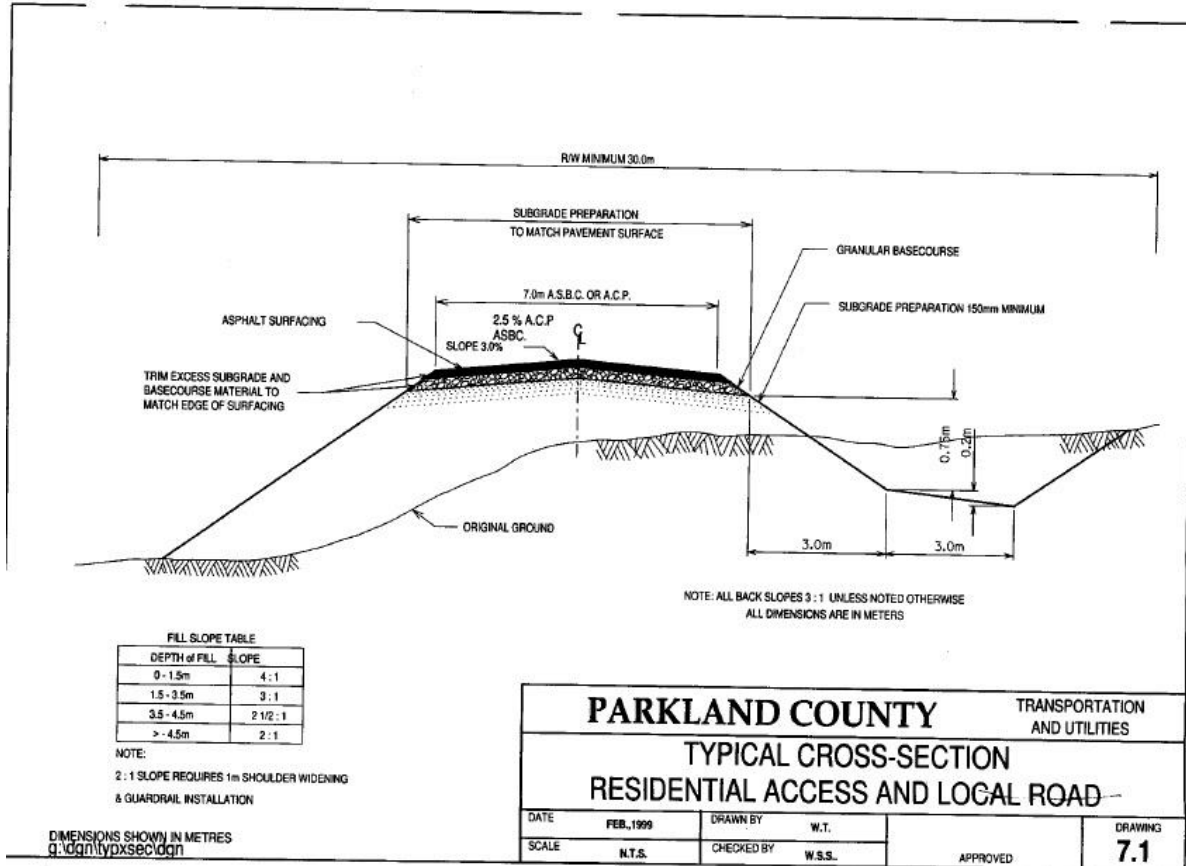 R/W MINIMUM 30.0m
SUBGRADE PREPARATION
TO MATCH PAVEMENT SURFACE
GRANULAR BASECOURSE
7.0m A.S.B.C. OR A.C.P.
SUBGRADE PREPARATION 150mm MINIMUM
ASPHALT SURFACING
2.5 % A.C.P
ASBC.
SLOPE 3.0%
CL
TRIM EXCESS SUBGRADE AND
BASECOURSE MATERIAL TO
MATCH EDGE OF SURFACING
0.75m
0.2m
ORIGINAL GROUND
3.0m
3.0m
NOTE: ALL BACK SLOPES 3 : 1 UNLESS NOTED OTHERWISE
ALL DIMENSIONS ARE IN METERS
FILL SLOPE TABLE
DEPTH of FILL SLOPE
0 - 1.5m 4 : 1
1.5 - 3.5m 3 : 1
3.5 - 4.5m 2 1/2 : 1
> - 4.5m 2 : 1
NOTE:
2 : 1 SLOPE REQUIRES 1m SHOULDER WIDENING
& GUARDRAIL INSTALLATION
DIMENSIONS SHOWN IN METRES
g:\dgn\typxsec\dgn
PARKLAND COUNTY
TRANSPORTATION
AND UTILITIES
TYPICAL CROSS-SECTION
RESIDENTIAL ACCESS AND LOCAL ROAD
DATE FEB.,1999 DRAWN BY W.T.
SCALE N.T.S. CHECKED BY W.S.S..
APPROVED
DRAWING
7.1